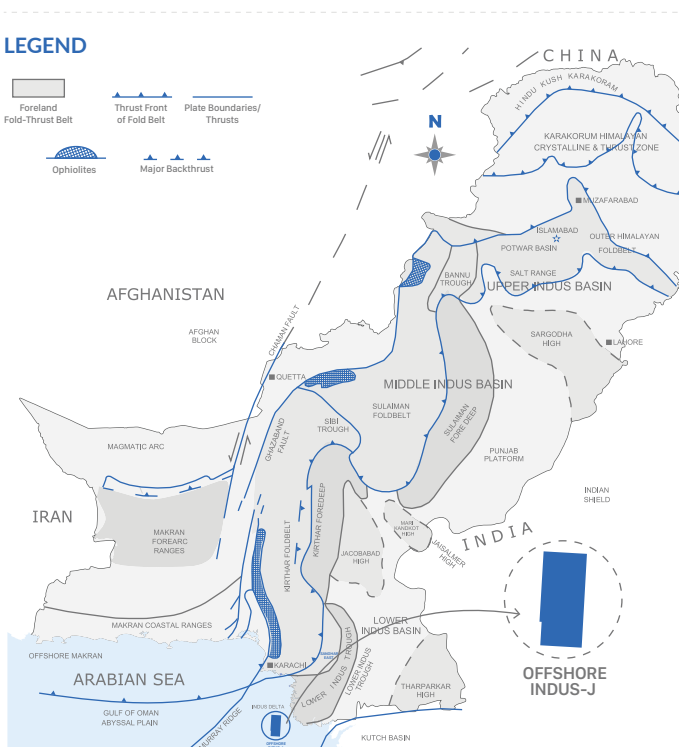 LEGEND
Foreland
Fold-Thrust Belt
Thrust Front
of Fold Belt
Plate Boundaries/
Thrusts
Ophiolites
Major Backthrust
N
CHINA
HINDU KUSH KARAKORAM
KARAKORUM HIMALAYAN
CRYSTALLINE & THRUST ZONE
MUZAFARABAD
ISLAMABAD
OUTER HIMALAYAN
FOLDBELT
POTWAR BASIN
BANNU
TROUGH
SALT RANGE
UPPER INDUS BASIN
AFGHANISTAN
AFGHAN
BLOCK
CHAMAN FAULT
SARGODHA
HIGH
LAHORE
QUETTA
MIDDLE INDUS BASIN
SULAIMAN
FOLDBELT
SULAIMAN
FORE DEEP
SIBI
TROUGH
GHAZABAND
FAULT
PUNJAB
PLATFORM
MAGMATIC ARC
INDIAN
SHIELD
IRAN
MAKRAN
FOREARC
RANGES
KIRTHAR FOLDBELT
KIRTHAR FOREDEEP
MARI
KANDKOT
HIGH
JAISALMER
HIGH
INDIA
JACOBABAD
HIGH
MAKRAN COASTAL RANGES
LOWER
INDUS BASIN
OFFSHORE MAKRAN
KARACHI
ARABIAN SEA
LOWER INDUS TROUGH
LOWER INDUS
TROUGH
THARPARKAR
HIGH
OFFSHORE
INDUS-J
GULF OF OMAN
ABYSSAL PLAIN
MURRAY RIDGE
INDUS DELTA
OFFSHORE
KUTCH BASIN